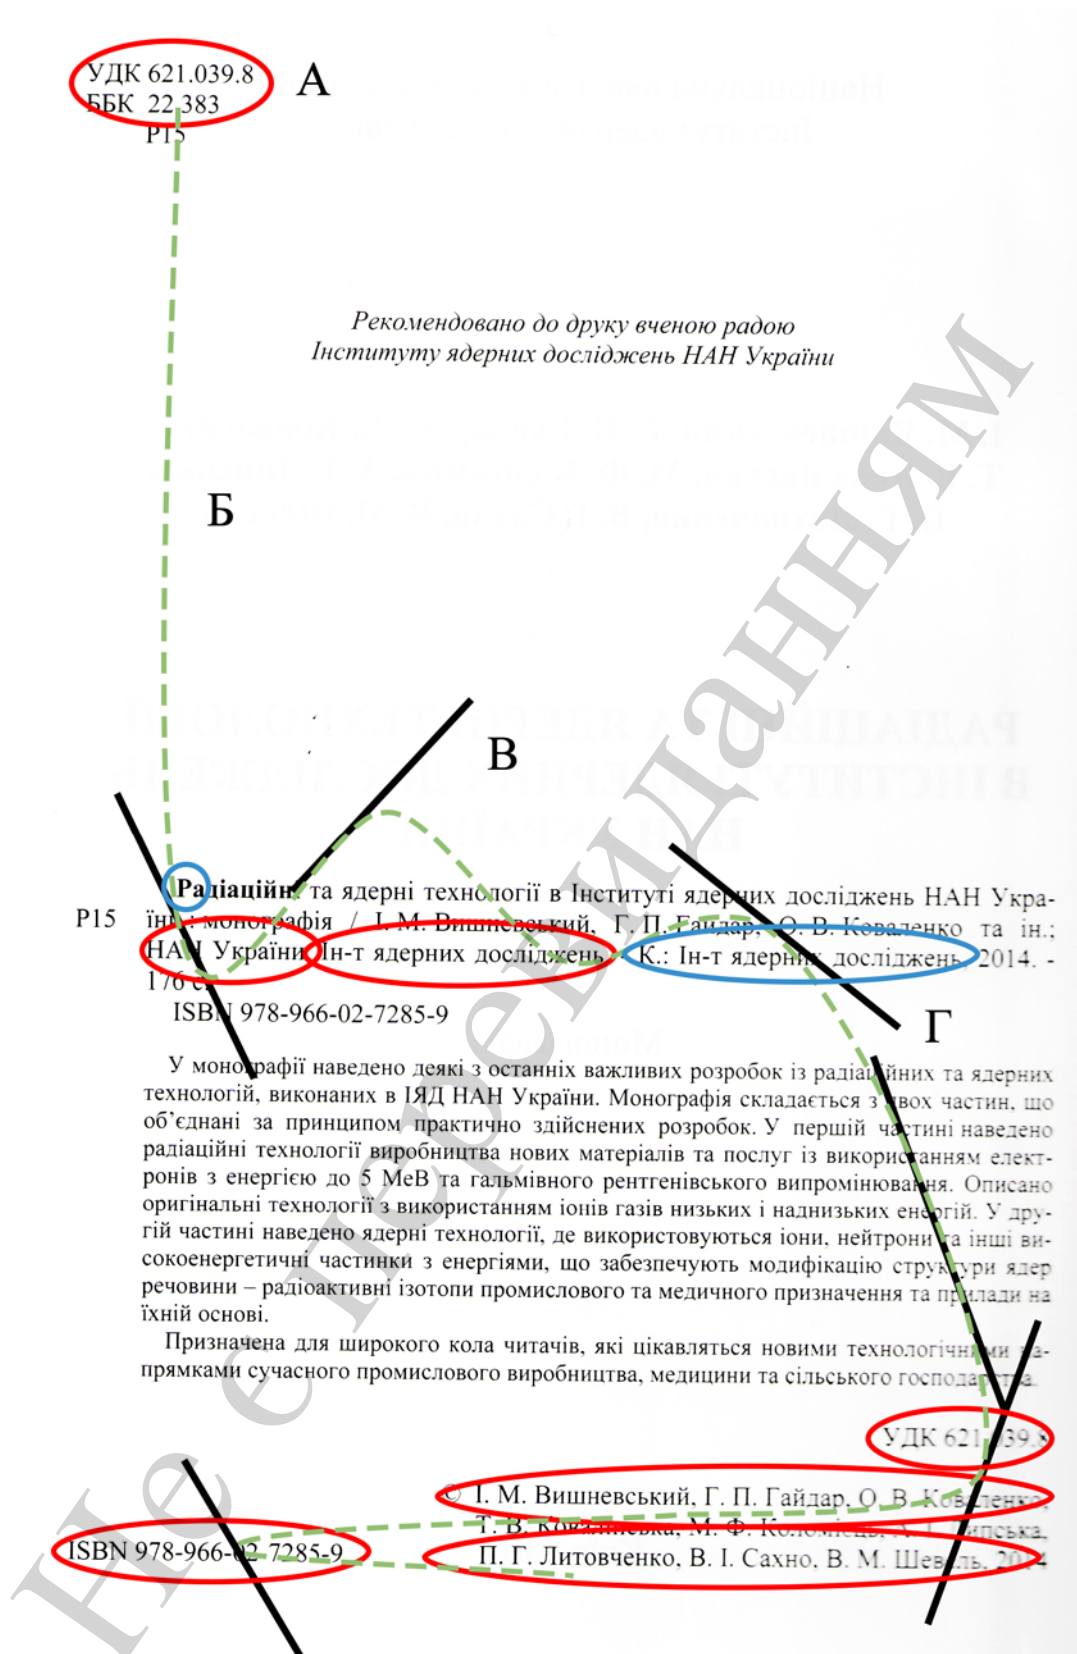 УДК 621.039.8
ББК 22.383
Р15
А
Рекомендовано до друку вченою радою
Інституту ядерних досліджень НАН України
Б
В
Радіаційні та ядерні технології в Інституті ядерних досліджень НАН Укра-
Р15 їни : монографія / І. М. Вишневський, Г. П. Гайдар, О. В. Коваленко та ін.;
НАН України, Ін-т ядерних досліджень. - К.: Ін-т ядерних досліджень, 2014. -
176 с.
ISBN 978-966-02-7285-9
Г
У монографії наведено деякі з останніх важливих розробок із радіаційних та ядерних
технологій, виконаних в ІЯД НАН України. Монографія складається з двох частин, що
об’єднані за принципом практично здійснених розробок. У першій частині наведено
радіаційні технології виробництва нових матеріалів та послуг із використанням елект-
ронів з енергією до 5 МеВ та гальмівного рентгенівського випромінювання. Описано
оригінальні технології з використанням іонів газів низьких і наднизьких енергій. У дру-
гій частині наведено ядерні технології, де використовуються іони, нейтрони та інші ви-
сокоенергетичні частинки з енергіями, що забезпечують модифікацію структури ядер
речовини – радіоактивні ізотопи промислового та медичного призначення та прилади на
їхній основі.
Призначена для широкого кола читачів, які цікавляться новими технологічними на-
прямками сучасного промислового виробництва, медицини та сільського господарства.
УДК 621.039.8
© І. М. Вишневський, Г. П. Гайдар, О. В. Коваленко,
Т. В. Ковалінська, М. Ф. Коломієць, А. І. Липська,
ISBN 978-966-02-7285-9 П. Г. Литовченко, В. І. Сахно, В. М. Шевель, 2014
Не є перевиданням